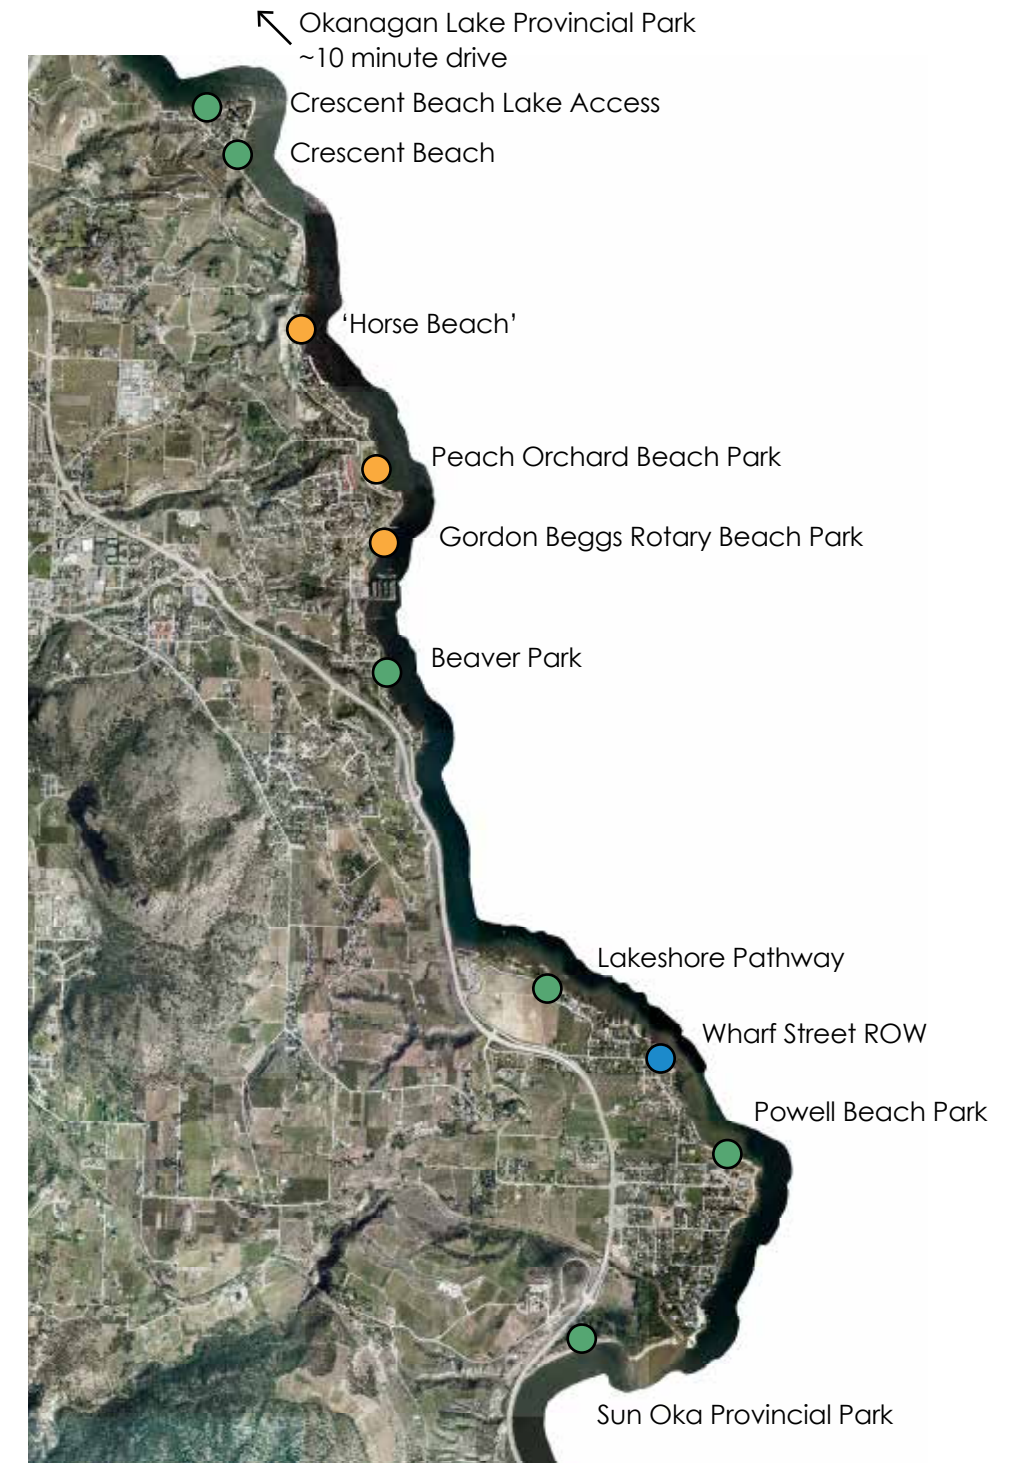 Okanagan Lake Provincial Park
~10 minute drive
Crescent Beach Lake Access
Crescent Beach
‘Horse Beach’
Peach Orchard Beach Park
Gordon Beggs Rotary Beach Park
Beaver Park
Lakeshore Pathway
Wharf Street ROW
Powell Beach Park
Sun Oka Provincial Park